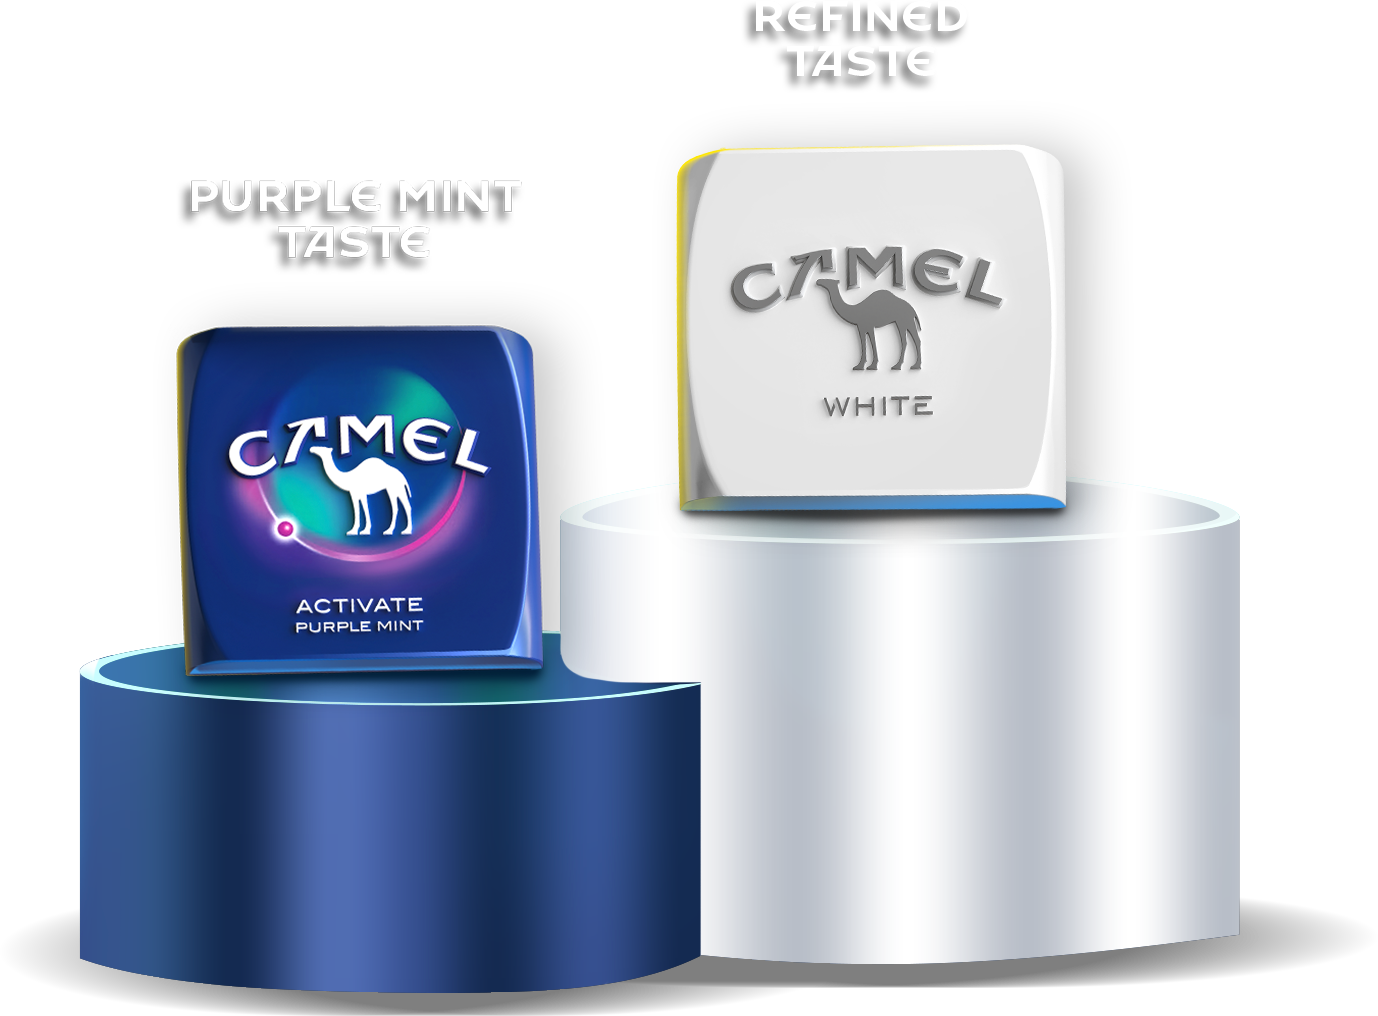 REFINED
TASTE
PURPLE MINT
TASTE
CAMEL
WHITE
CAMEL
ACTIVATE
PURPLE MINT